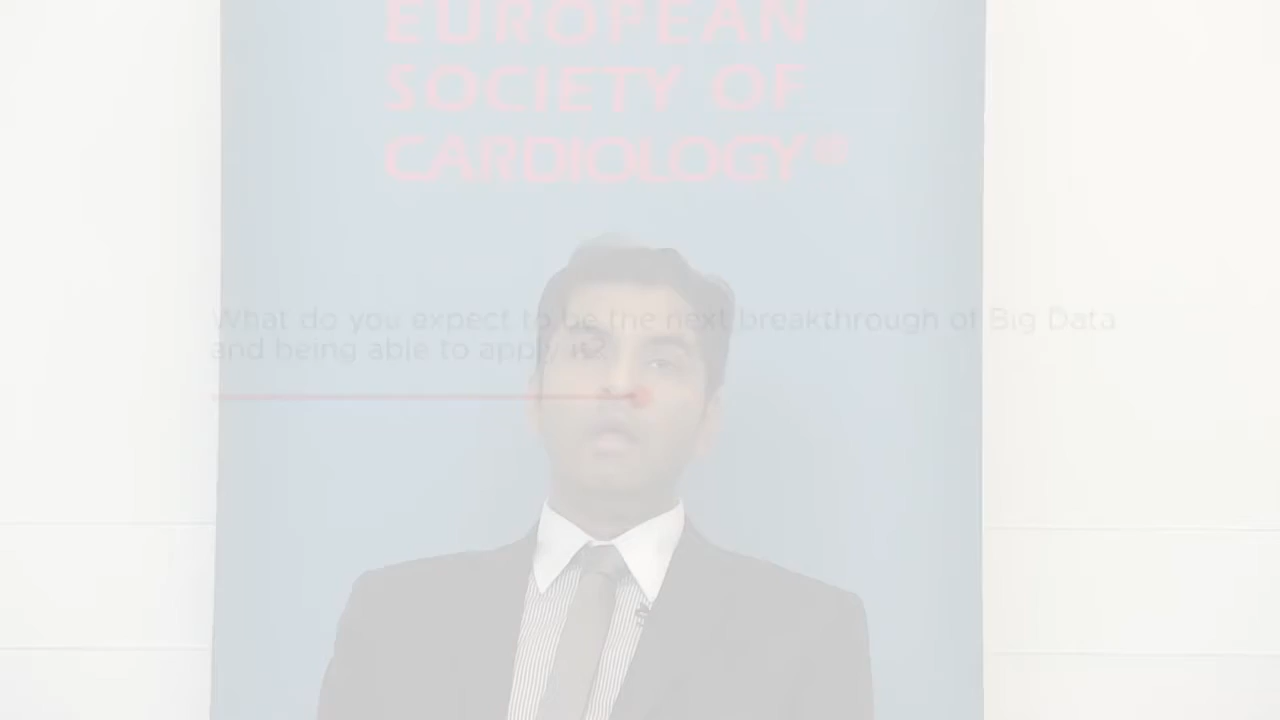 EUROPEAN
SOCIETY OF
CARDIOLOGY®
What do you expect to be the next breakthrough of Big Data
and being able to apply it?